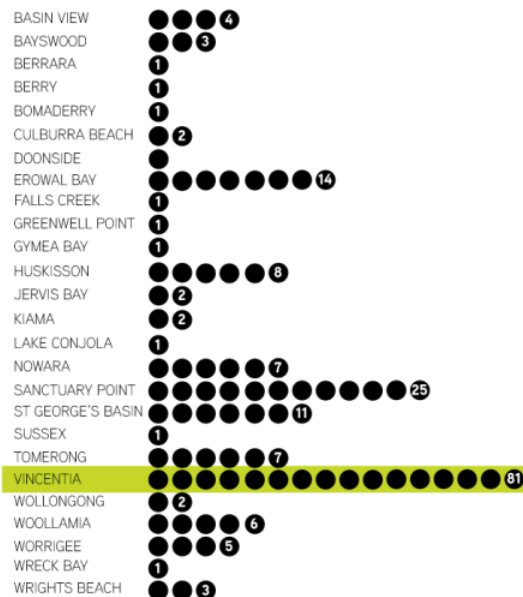 BASIN VIEW 4
BAYSWOOD 3
BERRARA 1
BERRY 1
BOMADERRY 1
CULBURRA BEACH 2
DOONSIDE
EROWAL BAY 14
FALLS CREEK 1
GREENWELL POINT 1
GYMEA BAY 1
HUSKISSON 8
JERVIS BAY 2
KIAMA 2
LAKE CONJOLA 1
NOWARA 7
SANCTUARY POINT 25
ST GEORGE'S BASIN 11
SUSSEX 1
TOMERONG 7
VINCENTIA 81
WOLLONGONG 2
WOOLLAMIA 6
WORRIGEE 5
WRECK BAY 1
WRIGHTS BEACH 3